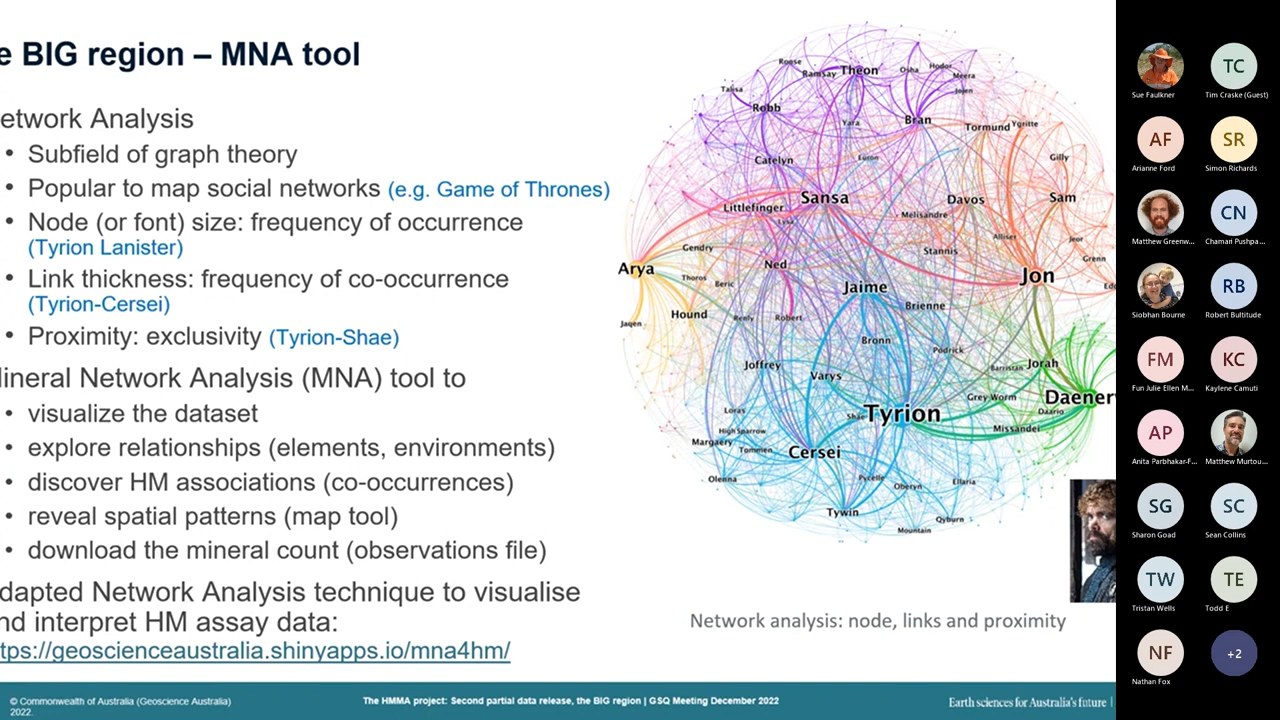 e BIG region – MNA tool
etwork Analysis
• Subfield of graph theory
• Popular to map social networks (e.g. Game of Thrones)
• Node (or font) size: frequency of occurrence
(Tyrion Lanister)
• Link thickness: frequency of co-occurrence
(Tyrion-Cersei)
• Proximity: exclusivity (Tyrion-Shae)
ineral Network Analysis (MNA) tool to
• visualize the dataset
• explore relationships (elements, environments)
• discover HM associations (co-occurrences)
• reveal spatial patterns (map tool)
• download the mineral count (observations file)
dapted Network Analysis technique to visualise
nd interpret HM assay data:
tps://geoscienceaustralia.shinyapps.io/mna4hm/
Roose
Ramsay
Theon
Osha
Hodor
Meera
Jojen
Talisa
Robb
Yara
Bran
Tormund
Ygritte
Catelyn
Gilly
Sansa
Littlefinger
Davos
Sam
Melisandre
Alliser
Jeor
Gendry
Stannis
Grenn
Arya
Ned
Jon
Thoros
Beric
Jaime
Brienne
Hound
Robert
Jaqen
Bronn
Podrick
Joffrey
Varys
Barristan
Jorah
Grey Worm
Daener
Loras
Shae
Tyrion
Daario
High Sparrow
Missandei
Margaery
Tommen
Cersei
Olenna
Pycelle
Oberyn
Ellaria
Tywin
Qyburn
Mountain
Network analysis: node, links and proximity
© Commonwealth of Australia (Geoscience Australia)
2022.
The HMMA project: Second partial data release, the BIG region | GSQ Meeting December 2022
Earth sciences for Australia's future |
TC
Sue Faulkner
Tim Craske (Guest)
AF
SR
Arianne Ford
Simon Richards
CN
Matthew Greenw...
Chamari Pushpa...
RB
Siobhan Bourne
Robert Bultitude
FM
KC
Fun Julie Ellen M...
Kaylene Camuti
AP
Anita Parbhakar-F...
Matthew Murtou...
SG
SC
Sharon Goad
Sean Collins
TW
TE
Tristan Wells
Todd E
NF
+2
Nathan Fox